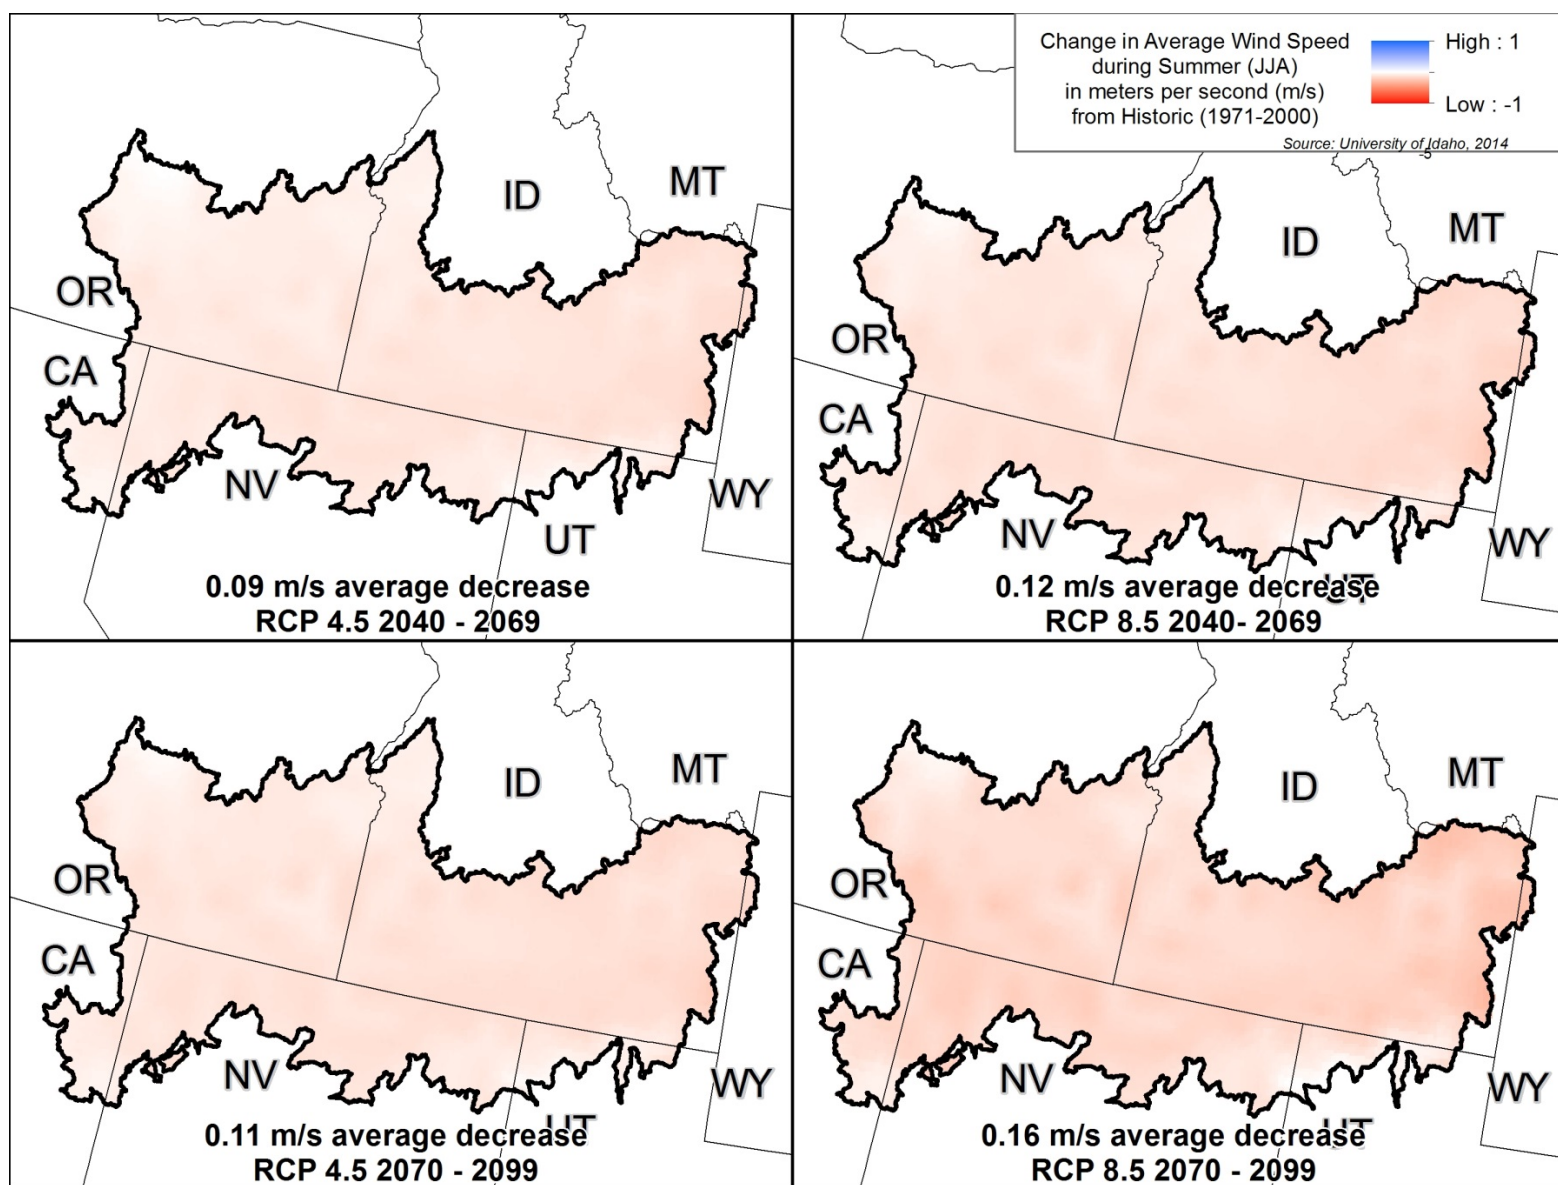 Change in Average Wind Speed
during Summer (JJA)
in meters per second (m/s)
from Historic (1971-2000)
High : 1
Low : -1
Source: University of Idaho, 2014
-5
MT
ID
OR
CA
NV
WY
UT
0.09 m/s average decrease
RCP 4.5 2040 - 2069
MT
ID
OR
CA
NV
WY
UT
0.12 m/s average decrease
RCP 8.5 2040- 2069
MT
ID
OR
CA
NV
WY
UT
0.11 m/s average decrease
RCP 4.5 2070 - 2099
MT
ID
OR
CA
NV
WY
UT
0.16 m/s average decrease
RCP 8.5 2070 - 2099